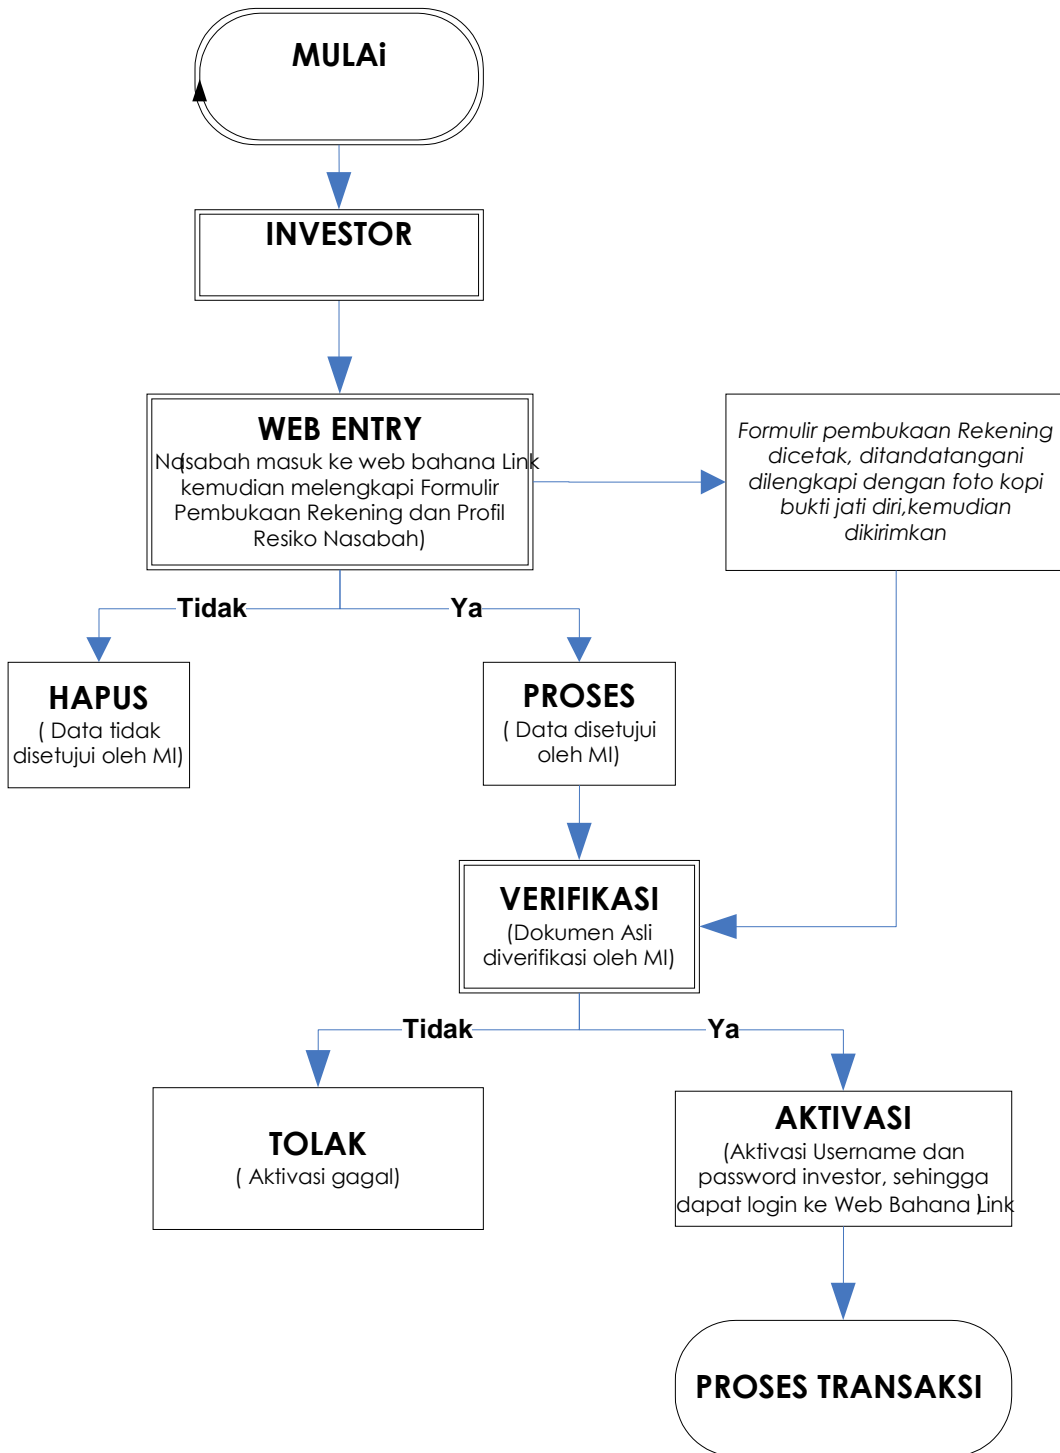 MULAi
INVESTOR
WEB ENTRY
(Nasabah masuk ke web bahana Link
kemudian melengkapi Formulir
Pembukaan Rekening dan Profil
Resiko Nasabah)
Formulir pembukaan Rekening
dicetak, ditandatangani
dilengkapi dengan foto kopi
bukti jati diri,kemudian
dikirimkan
Tidak
Ya
HAPUS
( Data tidak
disetujui oleh MI)
PROSES
( Data disetujui
oleh MI)
VERIFIKASI
(Dokumen Asli
diverifikasi oleh MI)
Tidak
Ya
TOLAK
( Aktivasi gagal)
AKTIVASI
(Aktivasi Username dan
password investor, sehingga
dapat login ke Web Bahana Link)
PROSES TRANSAKSI